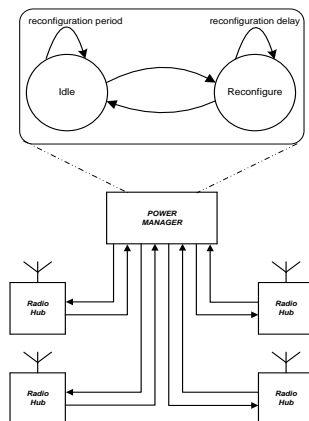 reconfiguration period
reconfiguration delay
Idle
Reconfigure
POWER
MANAGER
Radio
Hub
Radio
Hub
Radio
Hub
Radio
Hub